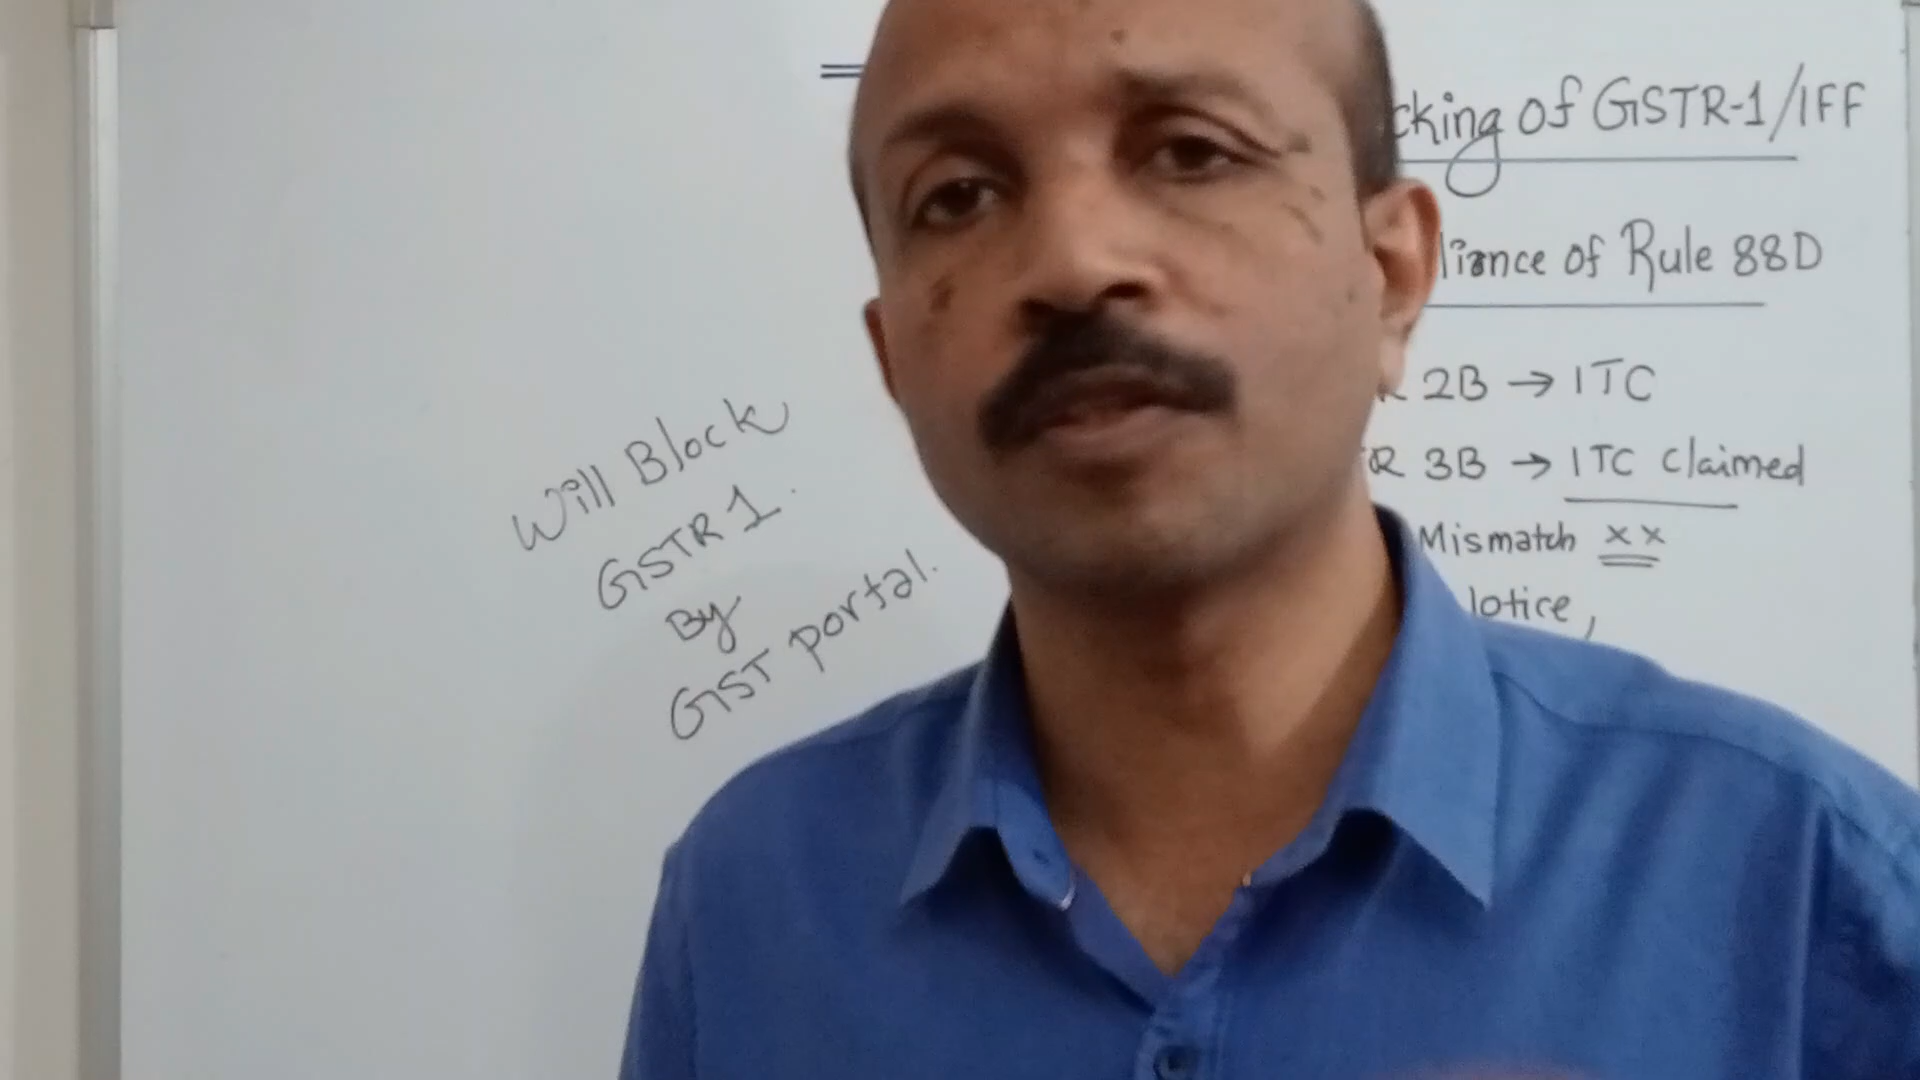 cking of GSTR-1/IFF
liance of Rule 88D
R 2B → ITC
R 3B → ITC Claimed
Mismatch xx
otice,
Will Block
GSTR 1.
By
GST portal.